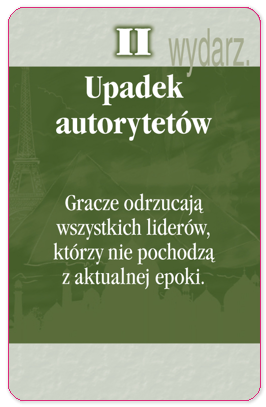 II
wydarz.
Upadek
autorytetów
Gracze odrzucają
wszystkich liderów,
którzy nie pochodzą
z aktualnej epoki.